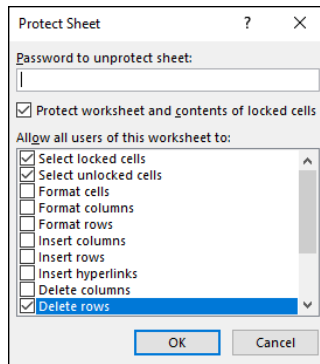 Protect Sheet ? ×
Password to unprotect sheet:
Protect worksheet and contents of locked cells
Allow all users of this worksheet to:
Select locked cells
Select unlocked cells
Format cells
Format columns
Format rows
Insert columns
Insert rows
Insert hyperlinks
Delete columns
Delete rows
OK Cancel